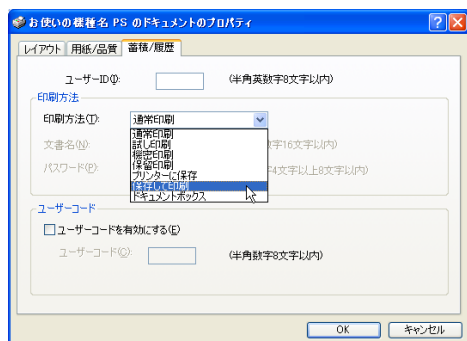 お使いの機種名 PS のドキュメントのプロパティ
レイアウト 用紙/品質 蓄積/履歴
ユーザーID(I): (半角英数字8文字以内)
印刷方法
印刷方法(T): 通常印刷
通常印刷
文書名(N): 試し印刷 数字16文字以内)
機密印刷
保留印刷
パスワード(P): プリンターに保存 字4文字以上8文字以内)
保存して印刷
ドキュメントボックス
ユーザーコード
ユーザーコードを有効にする(E)
ユーザーコード(C): (半角数字8文字以内)
OK キャンセル